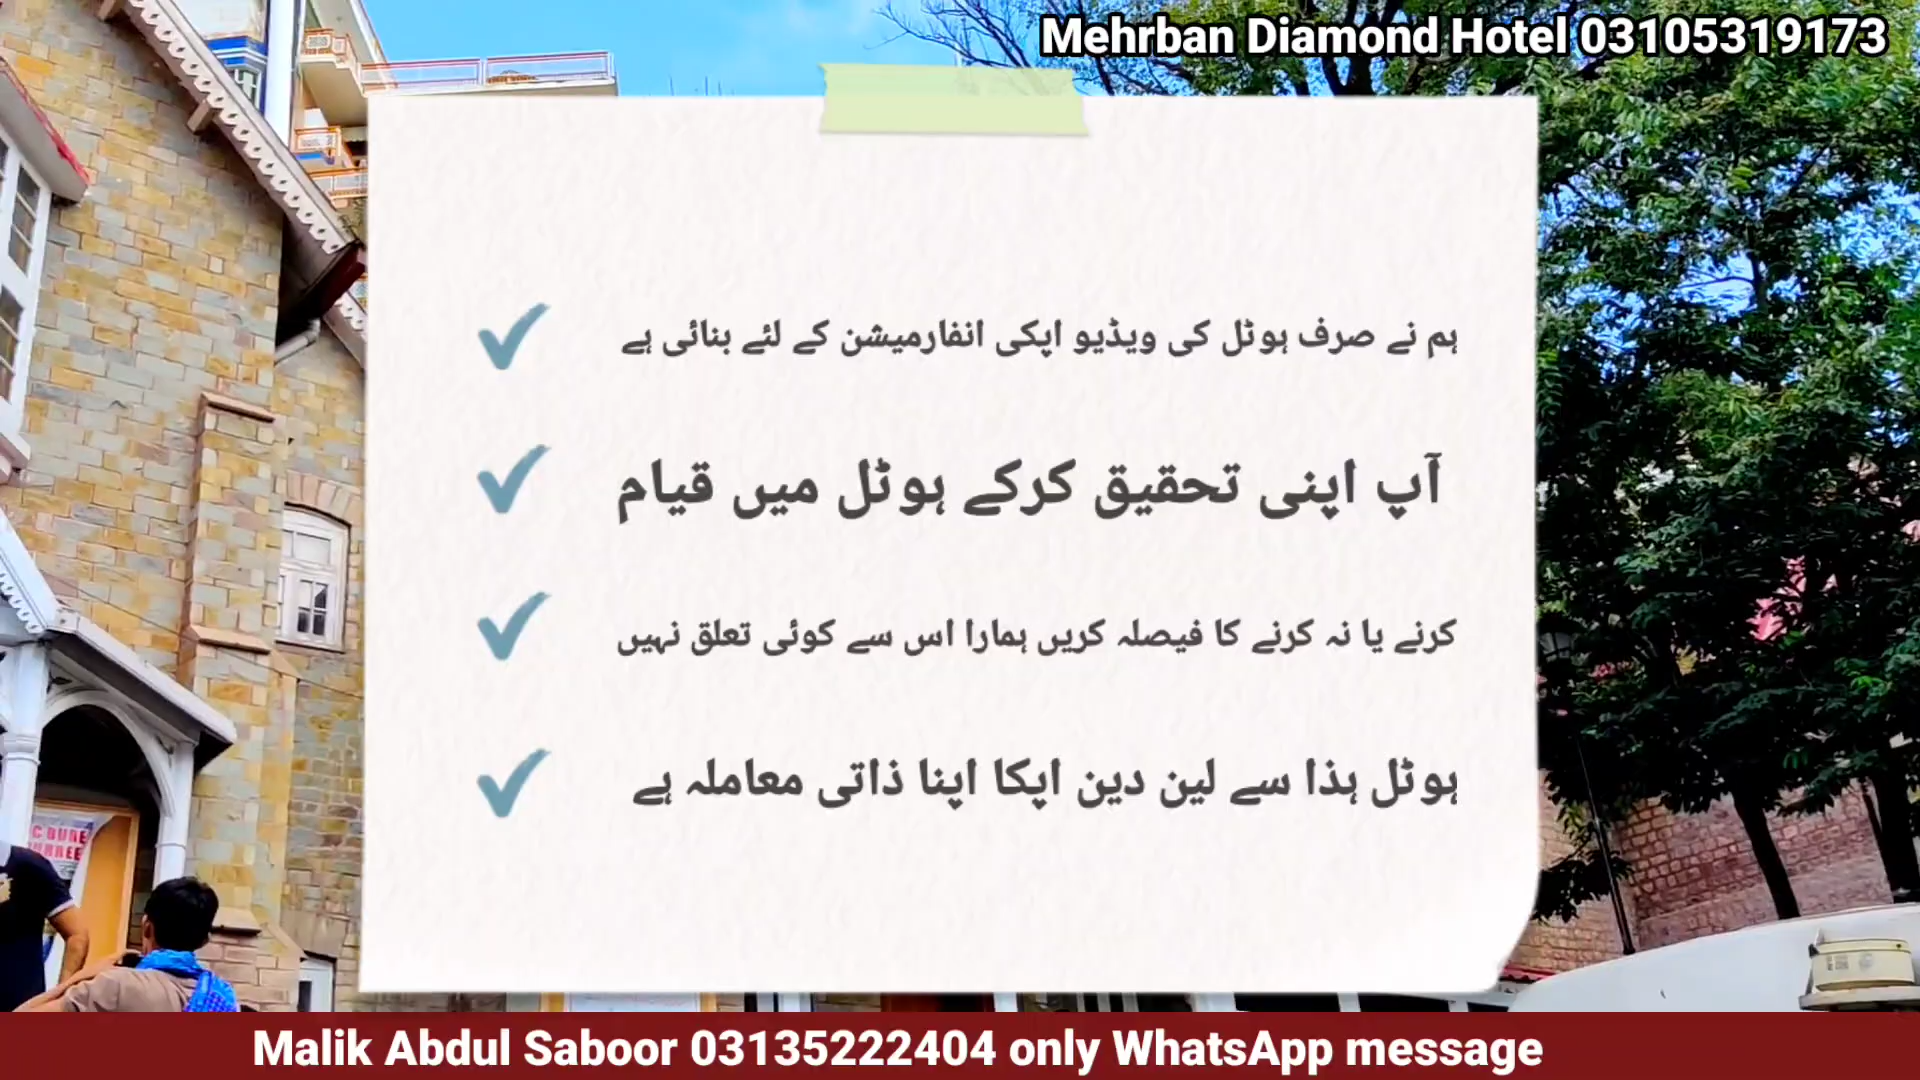 Mehrban Diamond Hotel 03105319173
ہم نے صرف ہوٹل کی ویڈیو اپکی انفارمیشن کے لئے بنائی ہے
آپ اپنی تحقیق کرکے ہوٹل میں قیام
کرنے یا نہ کرنے کا فیصلہ کریں ہمارا اس سے کوئی تعلق نہیں
ہوٹل ہذا سے لین دین اپکا اپنا ذاتی معاملہ ہے
Malik Abdul Saboor 03135222404 only WhatsApp message